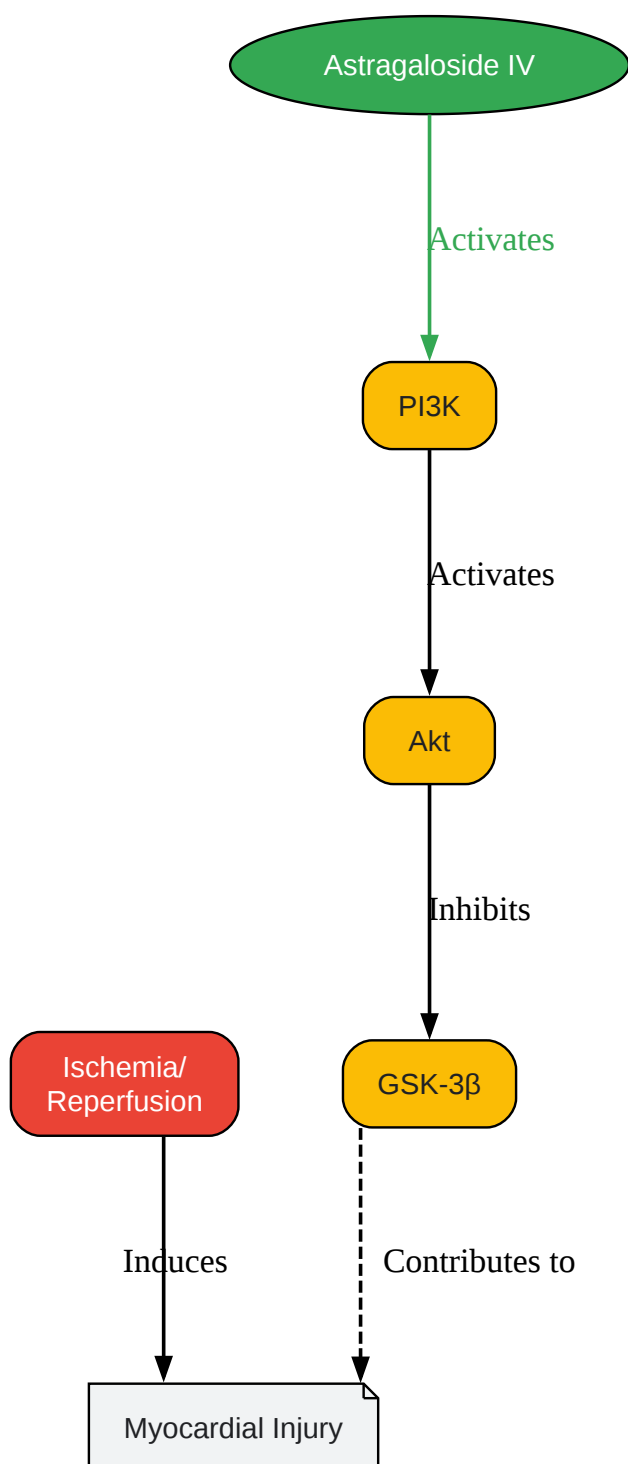 Astragaloside IV
Activates
PI3K
Activates
Akt
Inhibits
Ischemia/
Reperfusion
GSK-3β
Induces
Contributes to
Myocardial Injury